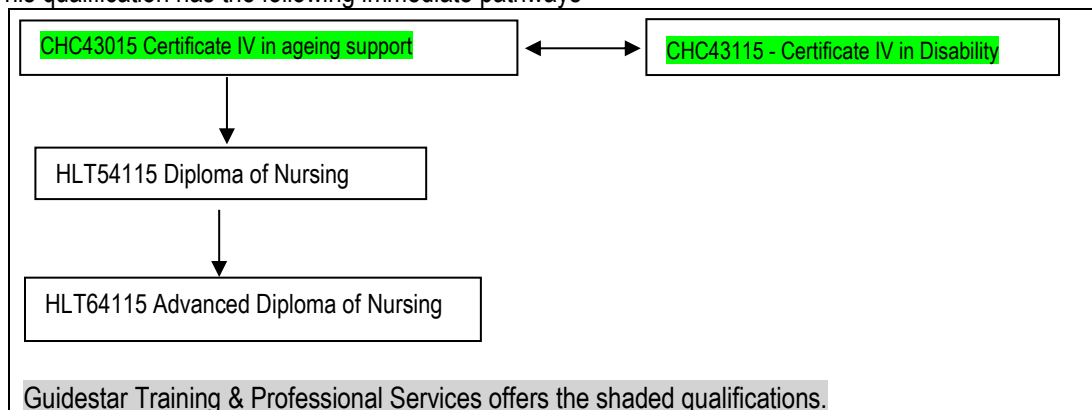 his qualification has the following immediate pathways
CHC43015 Certificate IV in ageing support
CHC43115 - Certificate IV in Disability
HLT54115 Diploma of Nursing
HLT64115 Advanced Diploma of Nursing
Guidestar Training & Professional Services offers the shaded qualifications.